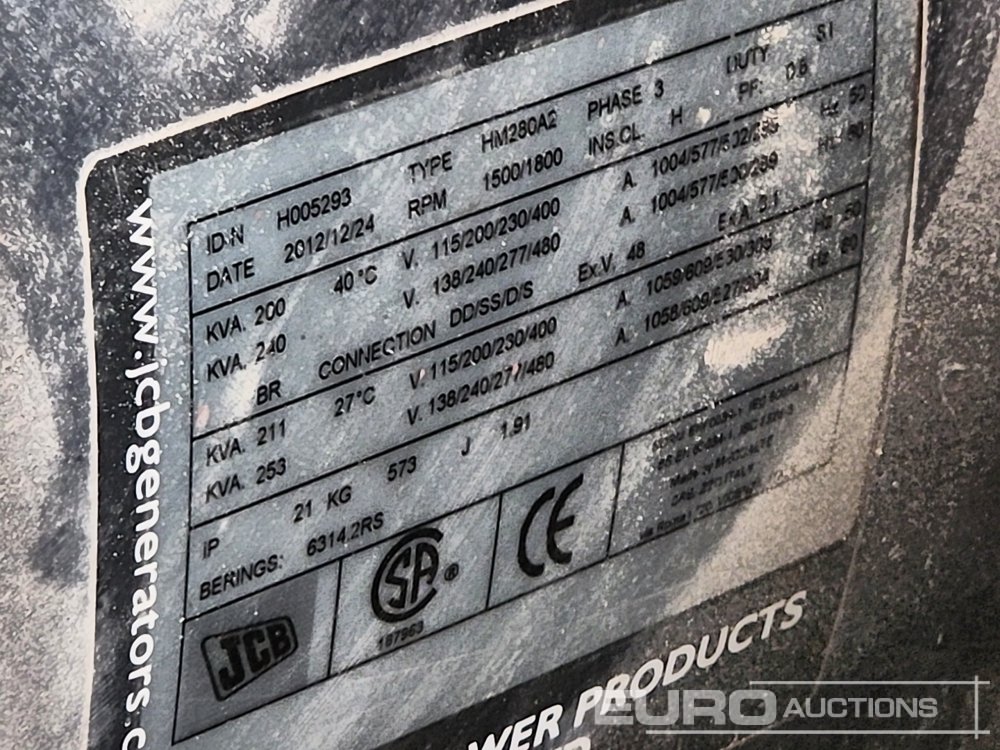 ID·N H005293 TYPE HM280A2 PHASE 3 DUTY S1
DATE 2012/12/24 RPM 1500/1800 INS.CL. H PF: 0.8
KVA. 200 40°C V. 115/200/230/400 A. 1004/577/502/289 Hz 50
KVA. 240 V. 138/240/277/480 A. 1004/577/500/289 Hz 60
BR CONNECTION DD/SS/D/S Ex.V. 48 Ex.A. 3.1
KVA. 211 27°C V. 115/200/230/400 A. 1059/609/530/305 Hz 50
KVA. 253 V. 138/240/277/480 A. 1058/609/527/304 Hz 60
IP 21 KG 573 J 1.91
BERINGS: 6314.2RS
JCB
SA ®
187963
CE
www.jcbgenerators.c
WER PRODUCTS
EURO AUCTIONS